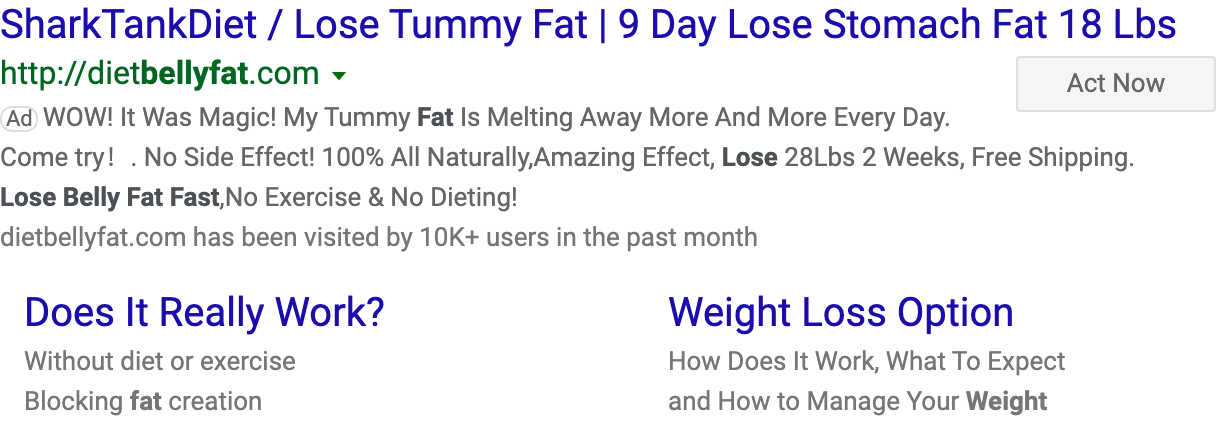 SharkTankDiet / Lose Tummy Fat | 9 Day Lose Stomach Fat 18 Lbs
http://dietbellyfat.com
Act Now
Ad WOW! It Was Magic! My Tummy Fat Is Melting Away More And More Every Day.
Come try！. No Side Effect! 100% All Naturally,Amazing Effect, Lose 28Lbs 2 Weeks, Free Shipping.
Lose Belly Fat Fast,No Exercise & No Dieting!
dietbellyfat.com has been visited by 10K+ users in the past month
Does It Really Work?
Without diet or exercise
Blocking fat creation
Weight Loss Option
How Does It Work, What To Expect
and How to Manage Your Weight